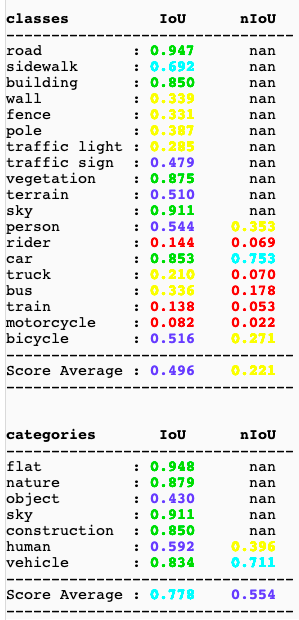 classes IoU nIoU
--------------------------------
road : 0.947 nan
sidewalk : 0.692 nan
building : 0.850 nan
wall : 0.339 nan
fence : 0.331 nan
pole : 0.387 nan
traffic light : 0.285 nan
traffic sign : 0.479 nan
vegetation : 0.875 nan
terrain : 0.510 nan
sky : 0.911 nan
person : 0.544 0.353
rider : 0.144 0.069
car : 0.853 0.753
truck : 0.210 0.070
bus : 0.336 0.178
train : 0.138 0.053
motorcycle : 0.082 0.022
bicycle : 0.516 0.271
--------------------------------
Score Average : 0.496 0.221
--------------------------------
categories IoU nIoU
--------------------------------
flat : 0.948 nan
nature : 0.879 nan
object : 0.430 nan
sky : 0.911 nan
construction : 0.850 nan
human : 0.592 0.396
vehicle : 0.834 0.711
--------------------------------
Score Average : 0.778 0.554
--------------------------------